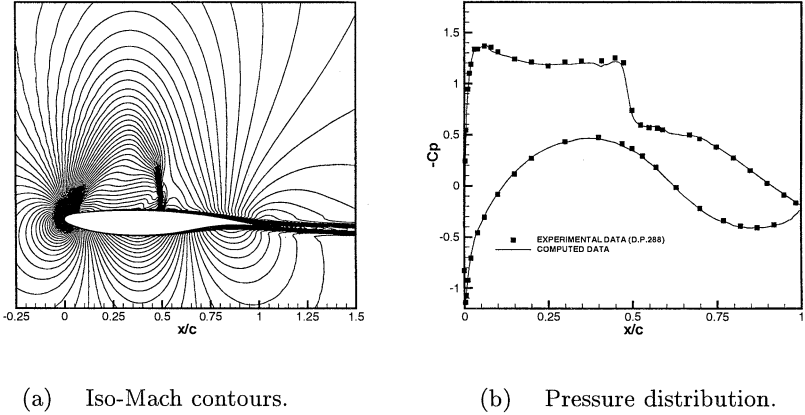 -0.25 0 0.25 0.5 0.75 1 1.25 1.5
x/c
1.5
1
0.5
0
-0.5
-1
-Cp
EXPERIMENTAL DATA (D.P.288)
COMPUTED DATA
0 0.25 0.5 0.75 1
x/c
(a) Iso-Mach contours.
(b) Pressure distribution.